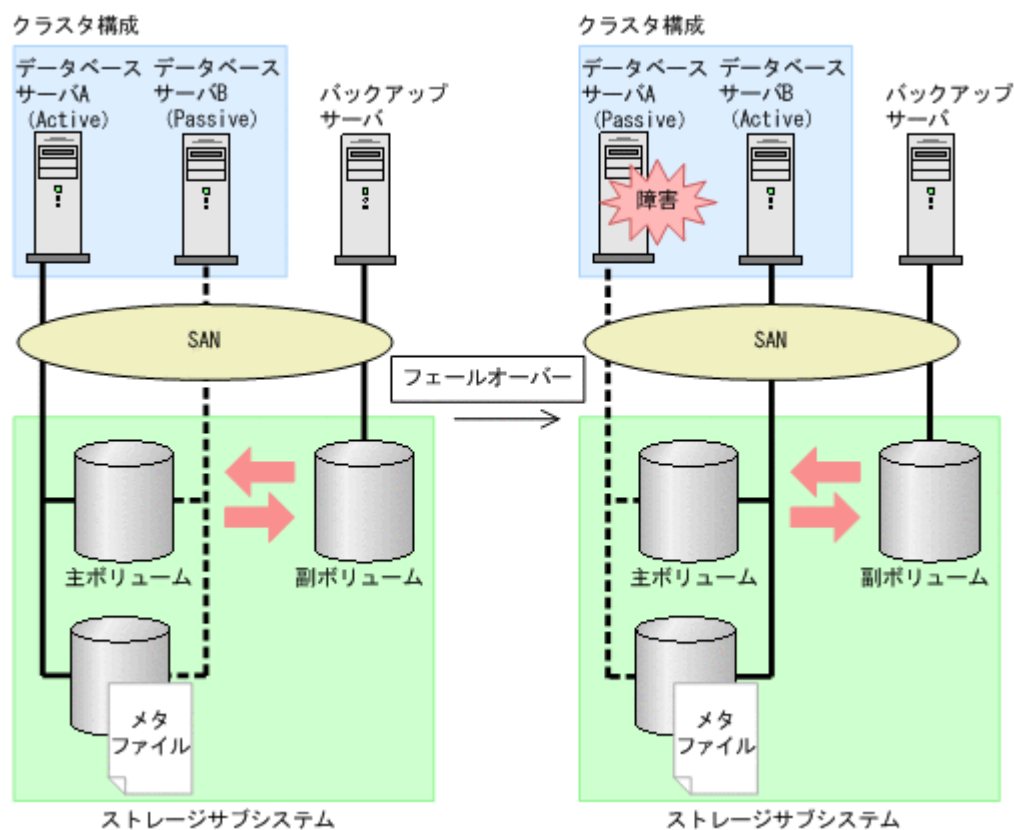 クラスタ構成
データベース
サーバA
(Active)
データベース
サーバB
(Passive)
バックアップ
サーバ
SAN
主ボリューム
副ボリューム
メタ
ファイル
ストレージサブシステム
フェールオーバー
クラスタ構成
データベース
サーバA
(Passive)
データベース
サーバB
(Active)
バックアップ
サーバ
障害
SAN
主ボリューム
副ボリューム
メタ
ファイル
ストレージサブシステム